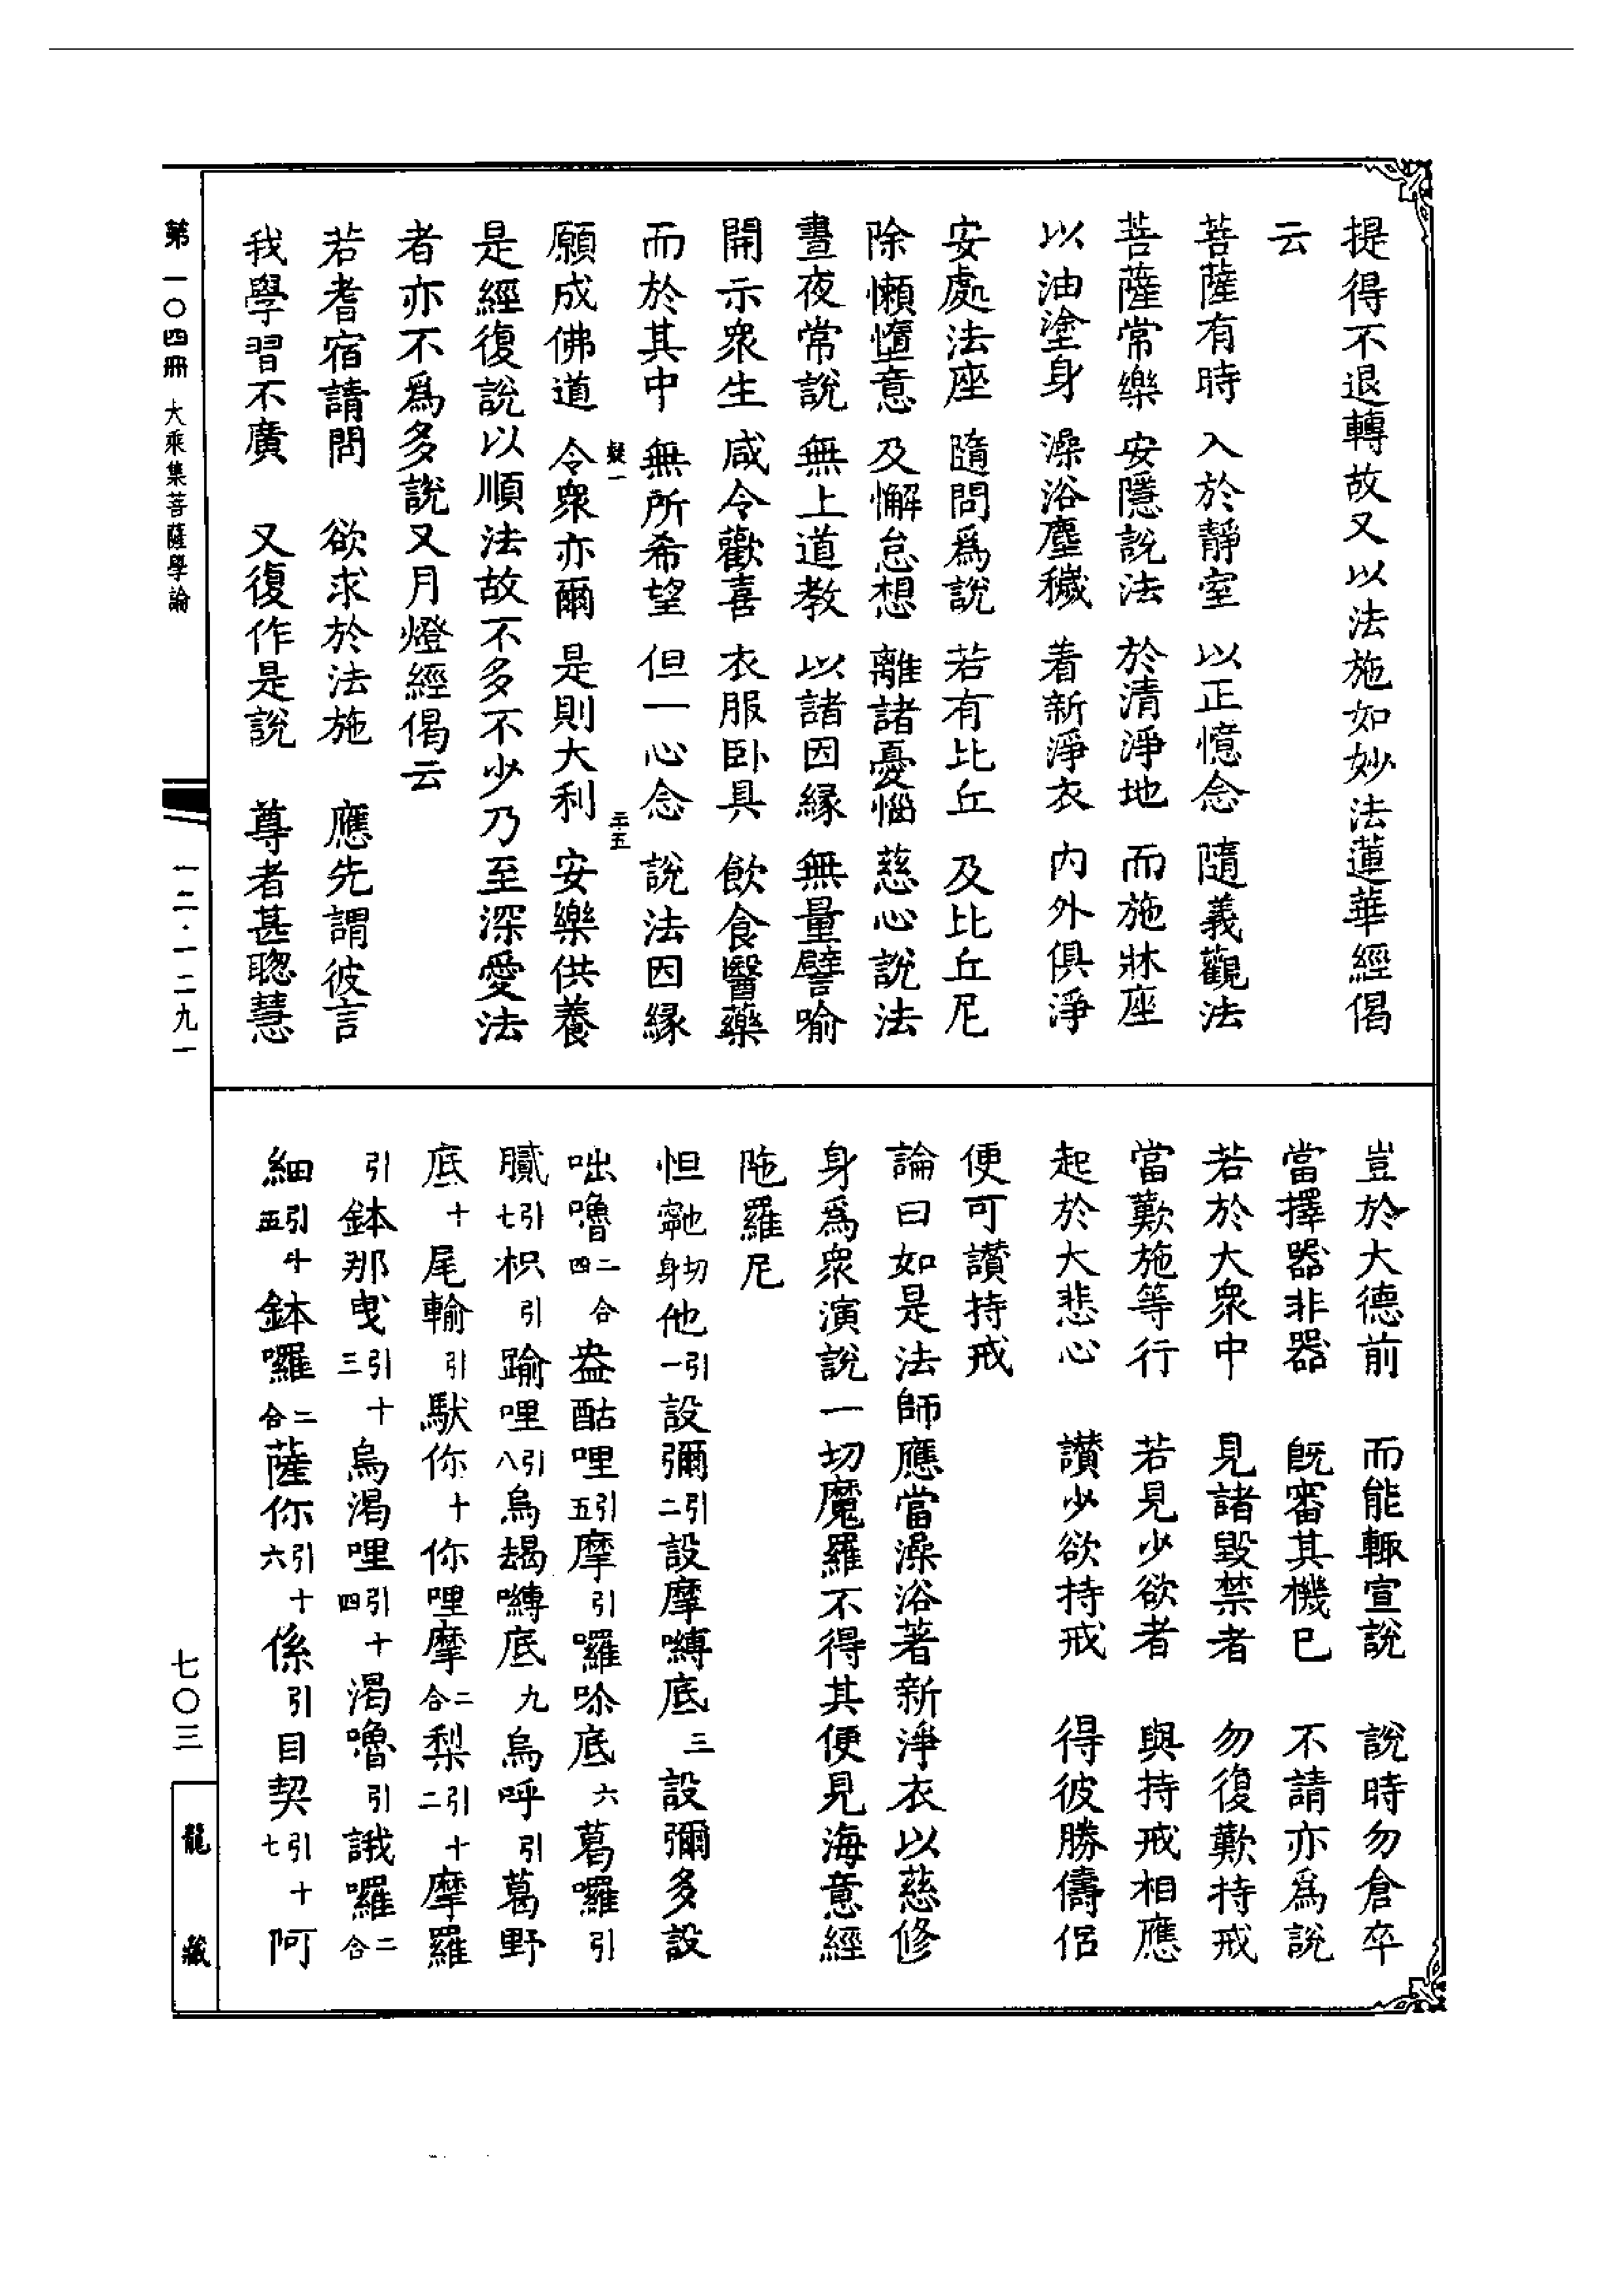 提得不退轉故又以法施如妙法蓮華經偈
云
菩薩有時 入於靜室 以正憶念 隨義觀法
菩薩常樂 安隱說法 於清淨地 而施牀座
以油塗身 澡浴塵穢 着新淨衣 內外俱淨
安處法座 隨問爲說 若有比丘 及比丘尼
除懶惰意 及懈怠想 離諸憂惱 慈心說法
晝夜常說 無上道教 以諸因緣 無量譬喻
開示眾生 咸令歡喜 衣服卧具 飲食醫藥
而於其中 無所希望 但一心念 說法因緣
疑一 三五
願成佛道 令衆亦爾 是則大利 安樂供養
是經復說以順法故不多不少乃至深愛法
者亦不爲多說又月燈經偈云
若耆宿請問 欲求於法施 應先謂彼言
我學習不廣 又復作是說 尊者甚聰慧
豈於大德前 而能輙宣說 說時勿倉卒
當擇器非器 旣審其機已 不請亦爲說
若於大衆中 見諸毀禁者 勿復歎持戒
當歎施等行 若見少欲者 與持戒相應
起於大悲心 讚少欲持戒 得彼勝儔侶
便可讚持戒
論曰如是法師應當澡浴著新淨衣以慈修
身爲衆演說一切魔羅不得其便見海意經
陁羅尼
怛寧也切身他引一設彌引二設摩嚩底三設彌多設
咄嚕二合四盎酤哩引五摩引囉哆底六葛囉引
膩引七枳引踰哩引八烏朅嚩底九烏呼引葛野
底十尾輸引馱你十你哩摩二合梨引二十摩羅
引鉢那曳引三十烏渴哩引四十渴嚕引誐囉二合
細引五十鉢囉二合薩你引六十係引目契引七十阿
第一〇四冊 大乘集菩薩學論
一二·一二九一
七〇三
龍藏